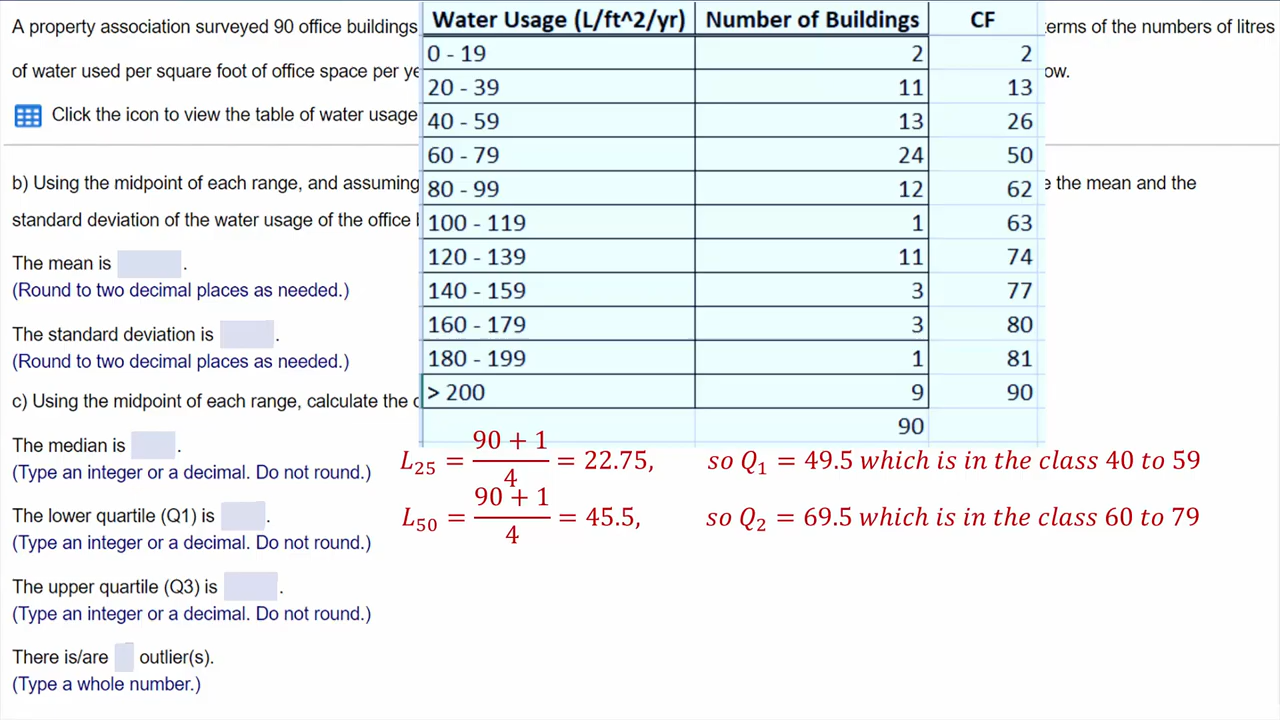 A property association surveyed 90 office buildings
erms of the numbers of litres
of water used per square foot of office space per ye
ow.
Click the icon to view the table of water usage
Water Usage (L/ft^2/yr) Number of Buildings CF
0 - 19 2 2
20 - 39 11 13
40 - 59 13 26
60 - 79 24 50
80 - 99 12 62
100 - 119 1 63
120 - 139 11 74
140 - 159 3 77
160 - 179 3 80
180 - 199 1 81
> 200 9 90
90
b) Using the midpoint of each range, and assuming
e the mean and the
standard deviation of the water usage of the office b
The mean is .
(Round to two decimal places as needed.)
The standard deviation is .
(Round to two decimal places as needed.)
c) Using the midpoint of each range, calculate the
The median is .
(Type an integer or a decimal. Do not round.)
L25 = (90 + 1)/4 = 22.75, so Q1 = 49.5 which is in the class 40 to 59
L50 = (90 + 1)/4 = 45.5, so Q2 = 69.5 which is in the class 60 to 79
The lower quartile (Q1) is .
(Type an integer or a decimal. Do not round.)
The upper quartile (Q3) is .
(Type an integer or a decimal. Do not round.)
There is/are outlier(s).
(Type a whole number.)